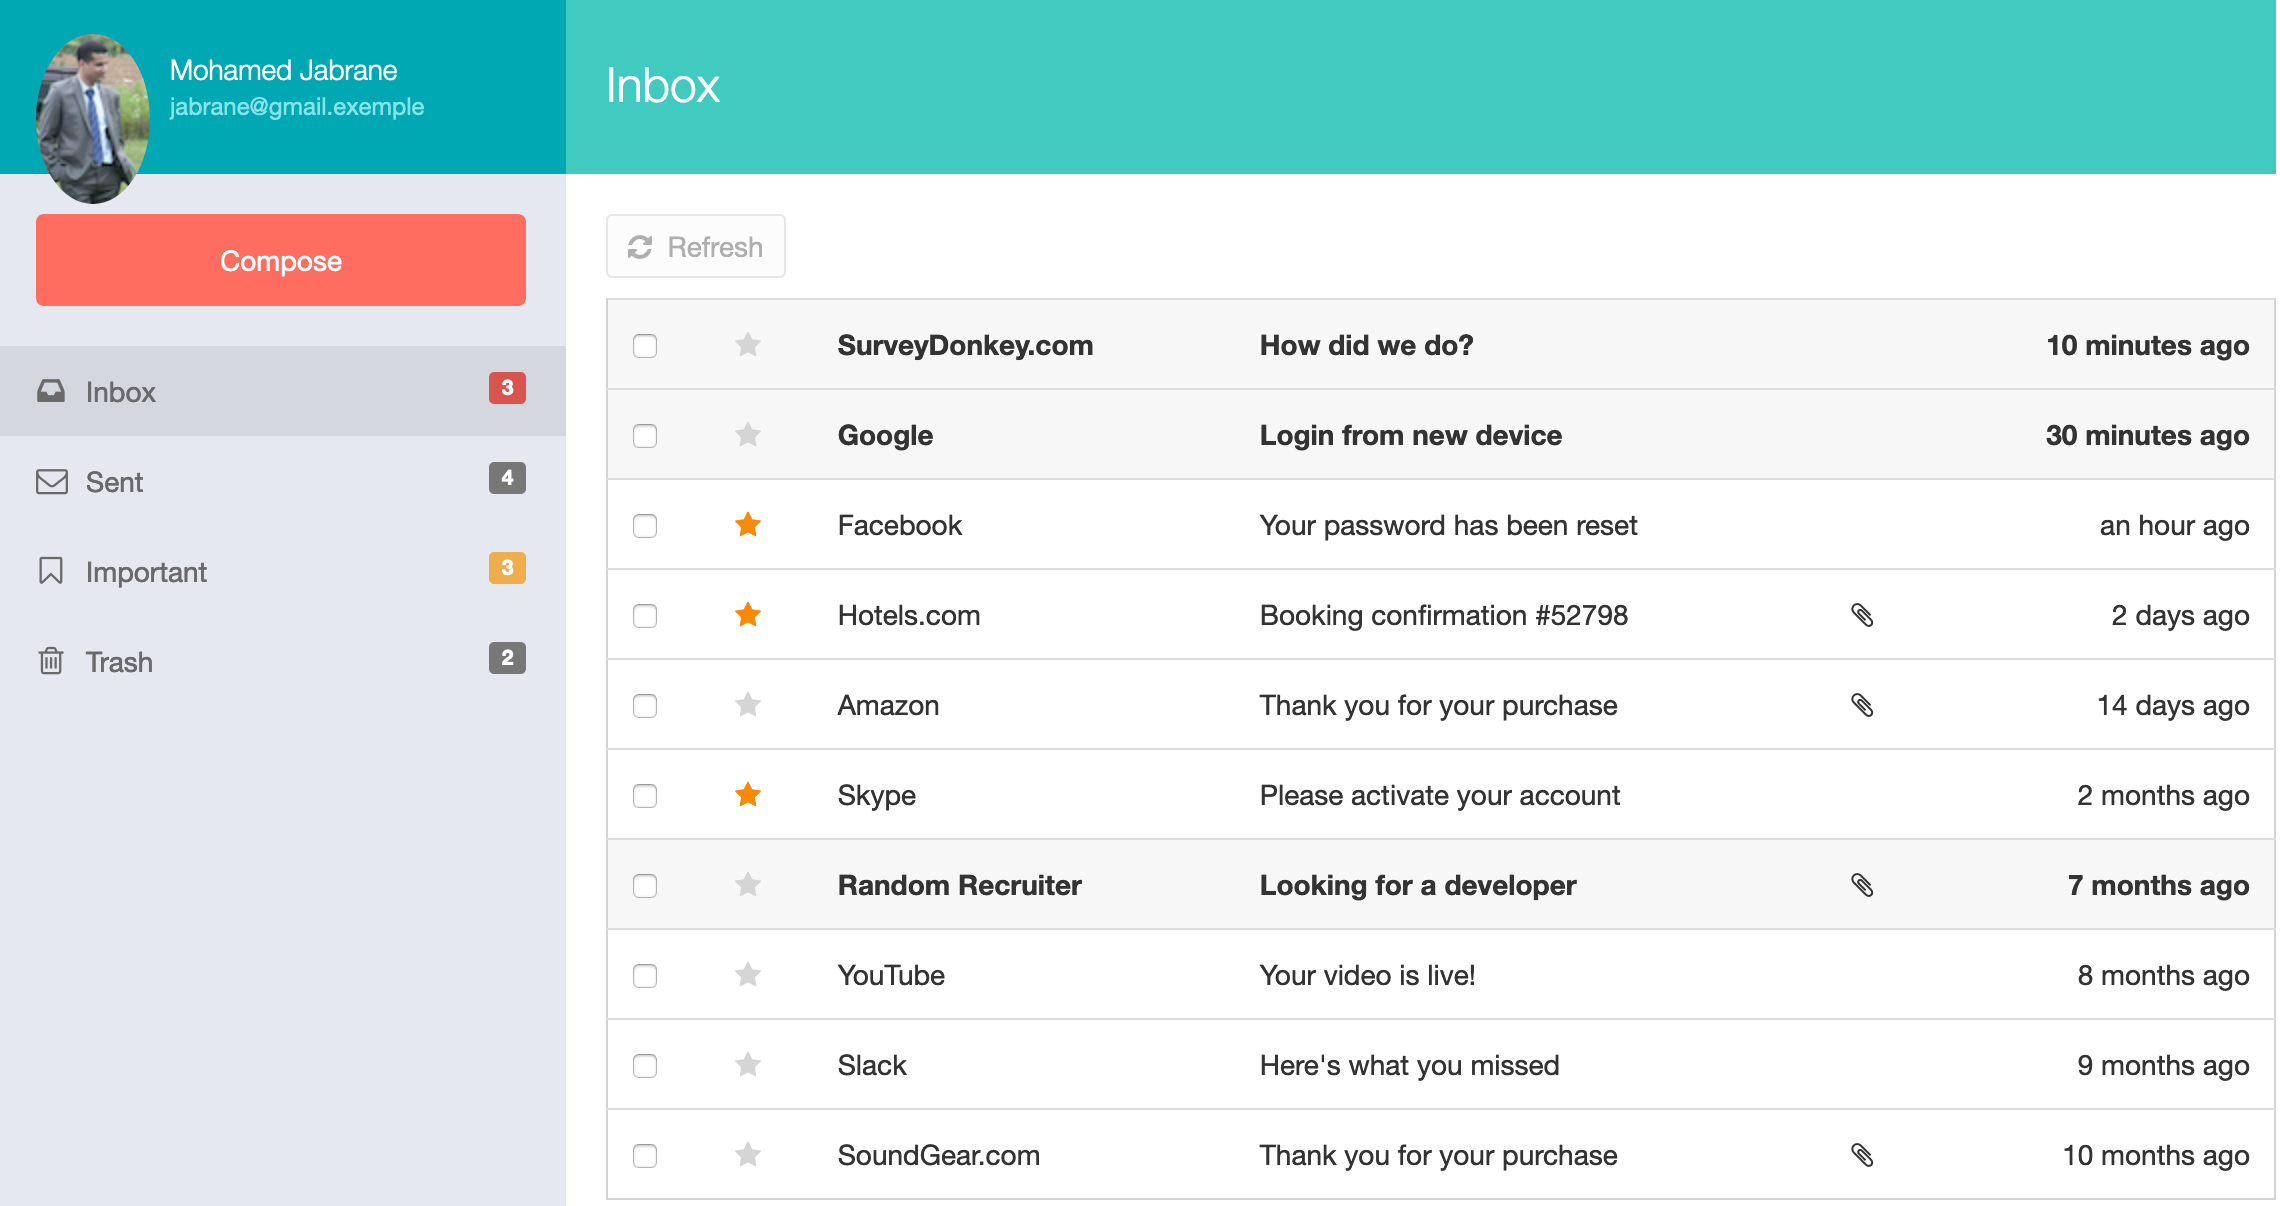 Mohamed Jabrane
jabrane@gmail.exemple
Inbox
Compose
Inbox 3
Sent 4
Important 3
Trash 2
Refresh
SurveyDonkey.com How did we do? 10 minutes ago
Google Login from new device 30 minutes ago
Facebook Your password has been reset an hour ago
Hotels.com Booking confirmation #52798 2 days ago
Amazon Thank you for your purchase 14 days ago
Skype Please activate your account 2 months ago
Random Recruiter Looking for a developer 7 months ago
YouTube Your video is live! 8 months ago
Slack Here's what you missed 9 months ago
SoundGear.com Thank you for your purchase 10 months ago